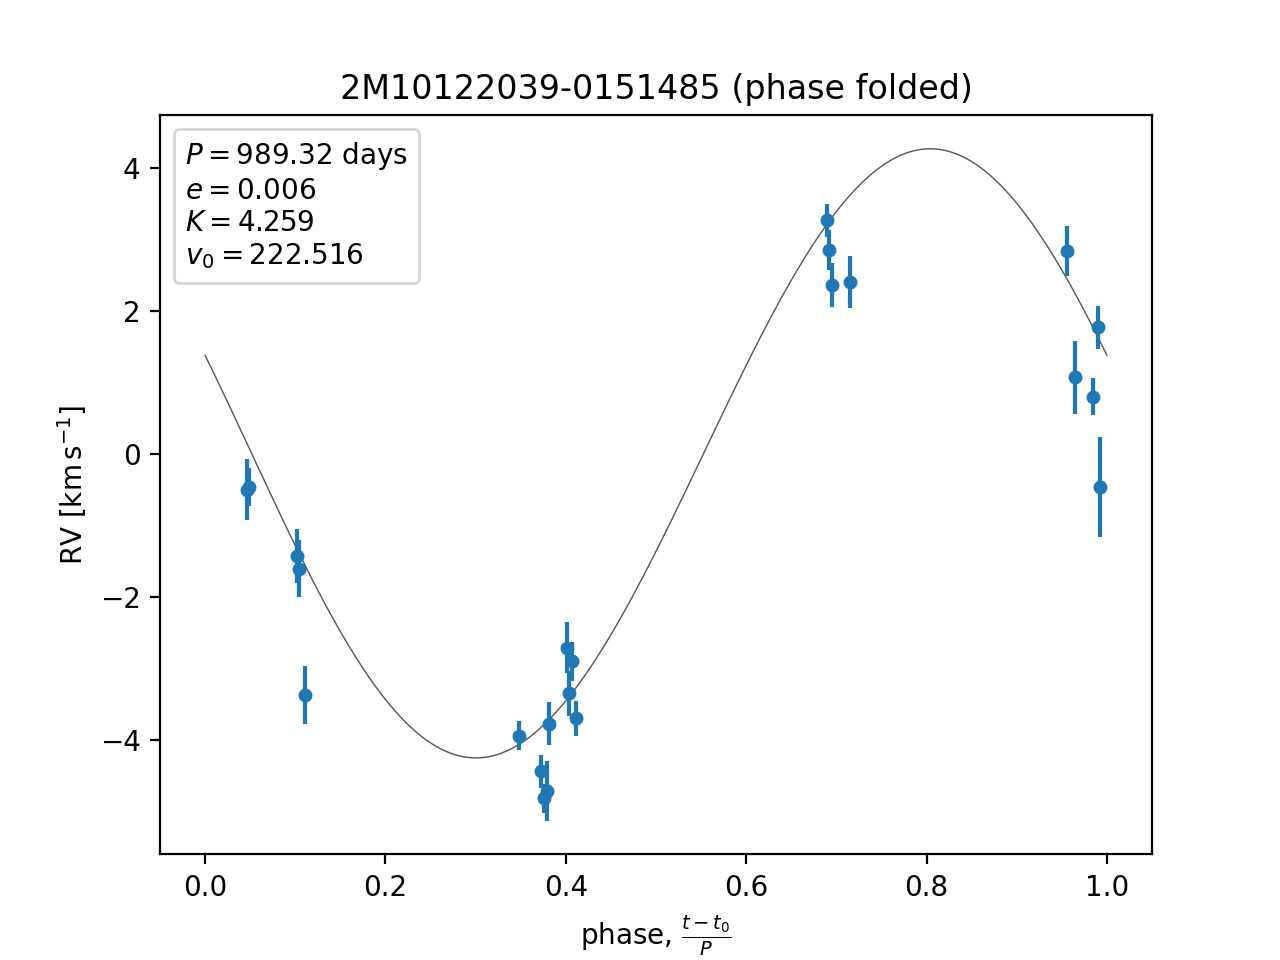 2M10122039-0151485 (phase folded)
P = 989.32 days
e = 0.006
K = 4.259
v₀ = 222.516
4
2
0
−2
−4
RV [km s⁻¹]
0.0 0.2 0.4 0.6 0.8 1.0
phase, (t − t₀)/P